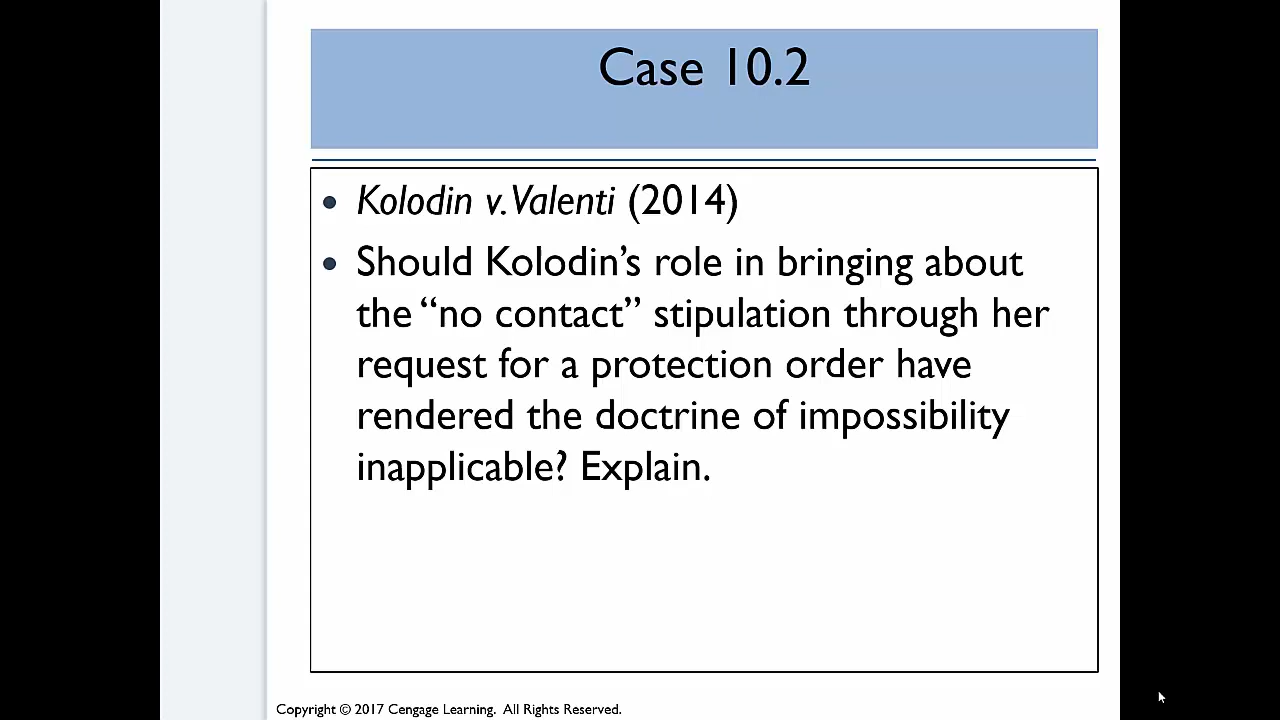 Case 10.2
• Kolodin v. Valenti (2014)
• Should Kolodin’s role in bringing about
the “no contact” stipulation through her
request for a protection order have
rendered the doctrine of impossibility
inapplicable? Explain.
Copyright © 2017 Cengage Learning. All Rights Reserved.